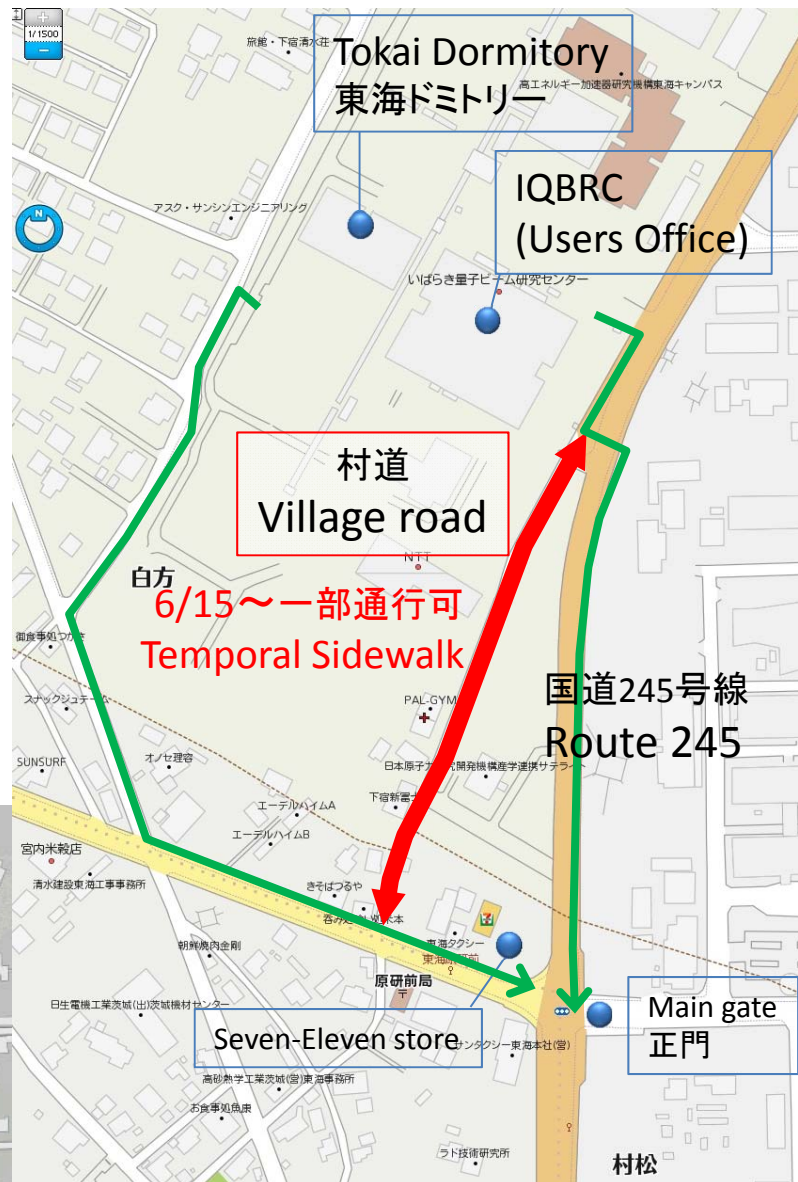 1/1500
旅館・下宿清水荘
Tokai Dormitory
東海ドミトリー
高エネルギー加速器研究機構東海キャンパス
IQBRC
(Users Office)
アスク・サンシンエンジニアリング
N
いばらき量子ビーム研究センター
村道
Village road
NTT
白方
6/15～一部通行可
Temporal Sidewalk
御食事処つかさ
スナックジュテーム
PAL-GYM
国道245号線
Route 245
SUNSURF
オノセ理容
日本原子力研究開発機構産学連携サテライト
下宿新富士
エーデルハイムA
エーデルハイムB
宮内米穀店
清水建設東海工事事務所
きそばつるや
東海タクシー
朝鮮焼肉金剛
原研前局
日生電機工業茨城(出)茨城機材センター
Seven-Eleven store
サンタクシー東海本社(営)
Main gate
正門
高砂熱学工業茨城(営)東海事務所
お食事処魚康
ラド技術研究所
村松